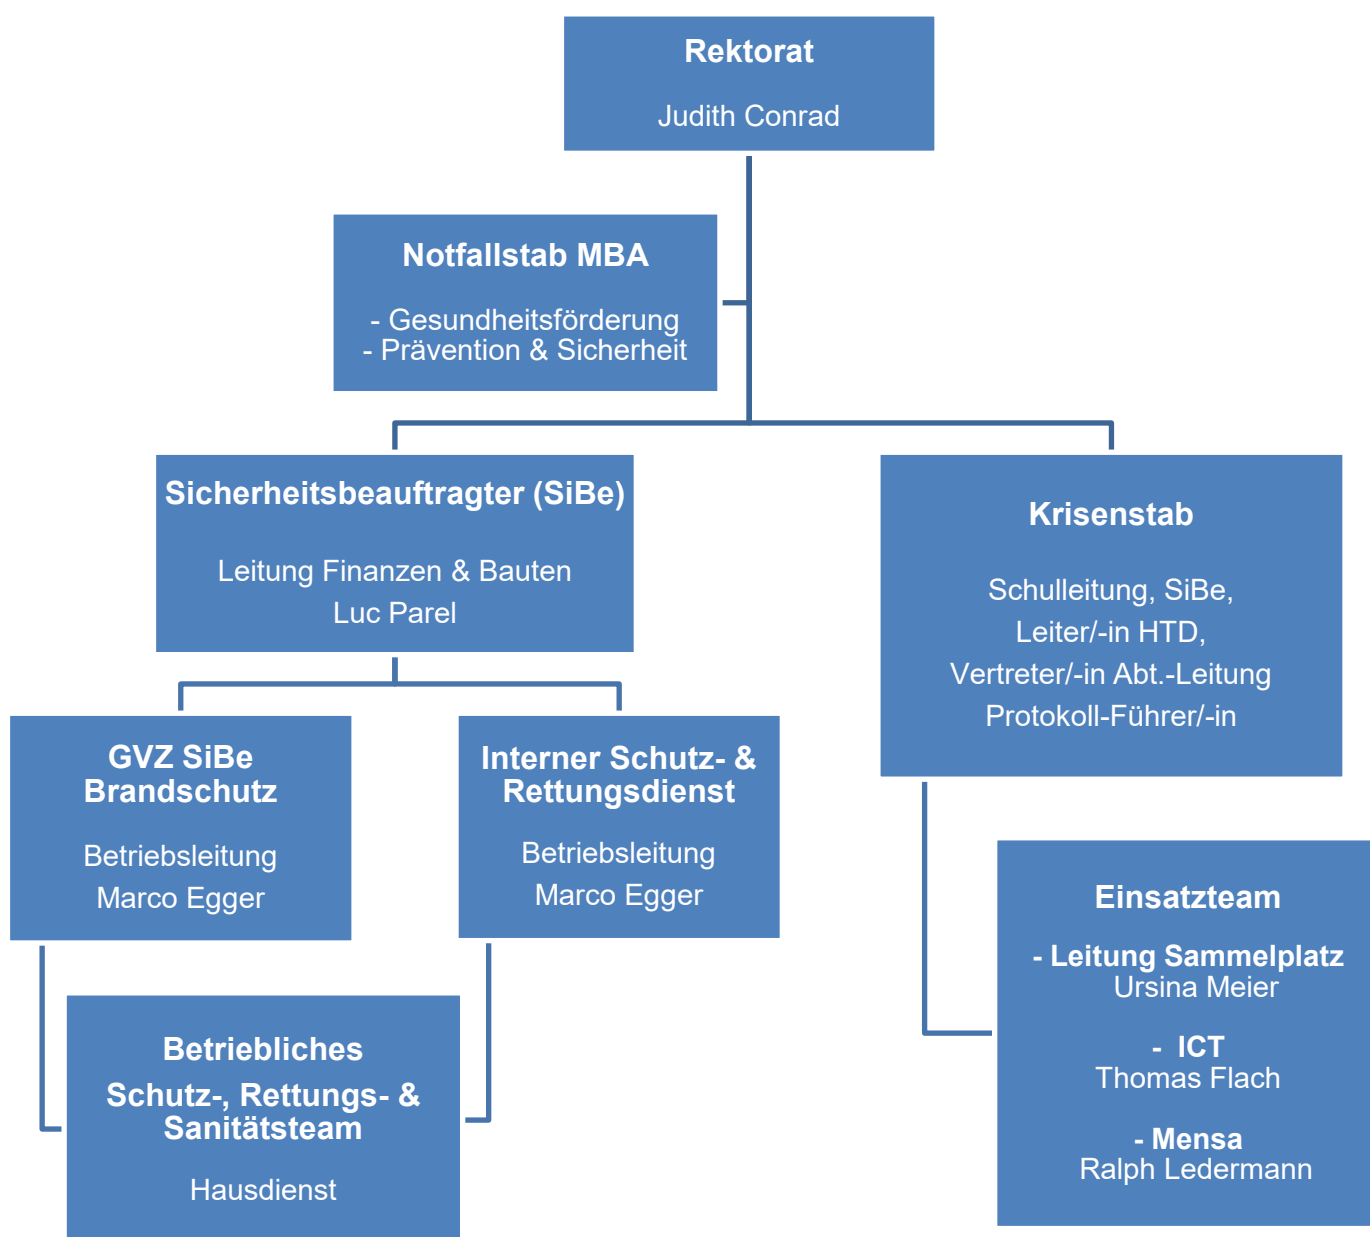 Rektorat
Judith Conrad
Notfallstab MBA
- Gesundheitsförderung
- Prävention & Sicherheit
Sicherheitsbeauftragter (SiBe)
Leitung Finanzen & Bauten
Luc Parel
Krisenstab
Schulleitung, SiBe,
Leiter/-in HTD,
Vertreter/-in Abt.-Leitung
Protokoll-Führer/-in
GVZ SiBe
Brandschutz
Betriebsleitung
Marco Egger
Interner Schutz- &
Rettungsdienst
Betriebsleitung
Marco Egger
Betriebliches
Schutz-, Rettungs- &
Sanitätsteam
Hausdienst
Einsatzteam
- Leitung Sammelplatz
Ursina Meier
- ICT
Thomas Flach
- Mensa
Ralph Ledermann